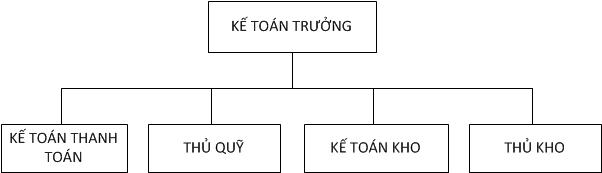 KẾ TOÁN TRƯỞNG
KẾ TOÁN THANH
TOÁN
THỦ QUỸ
KẾ TOÁN KHO
THỦ KHO